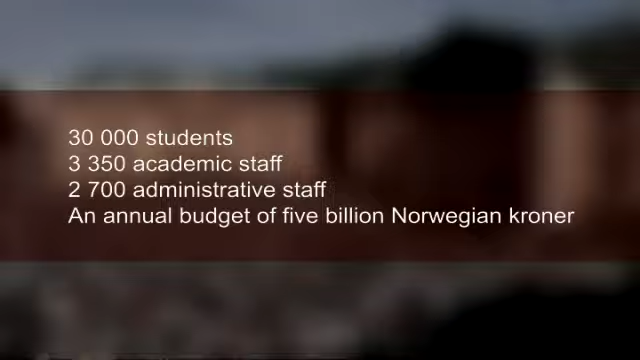 30 000 students
3 350 academic staff
2 700 administrative staff
An annual budget of five billion Norwegian kroner